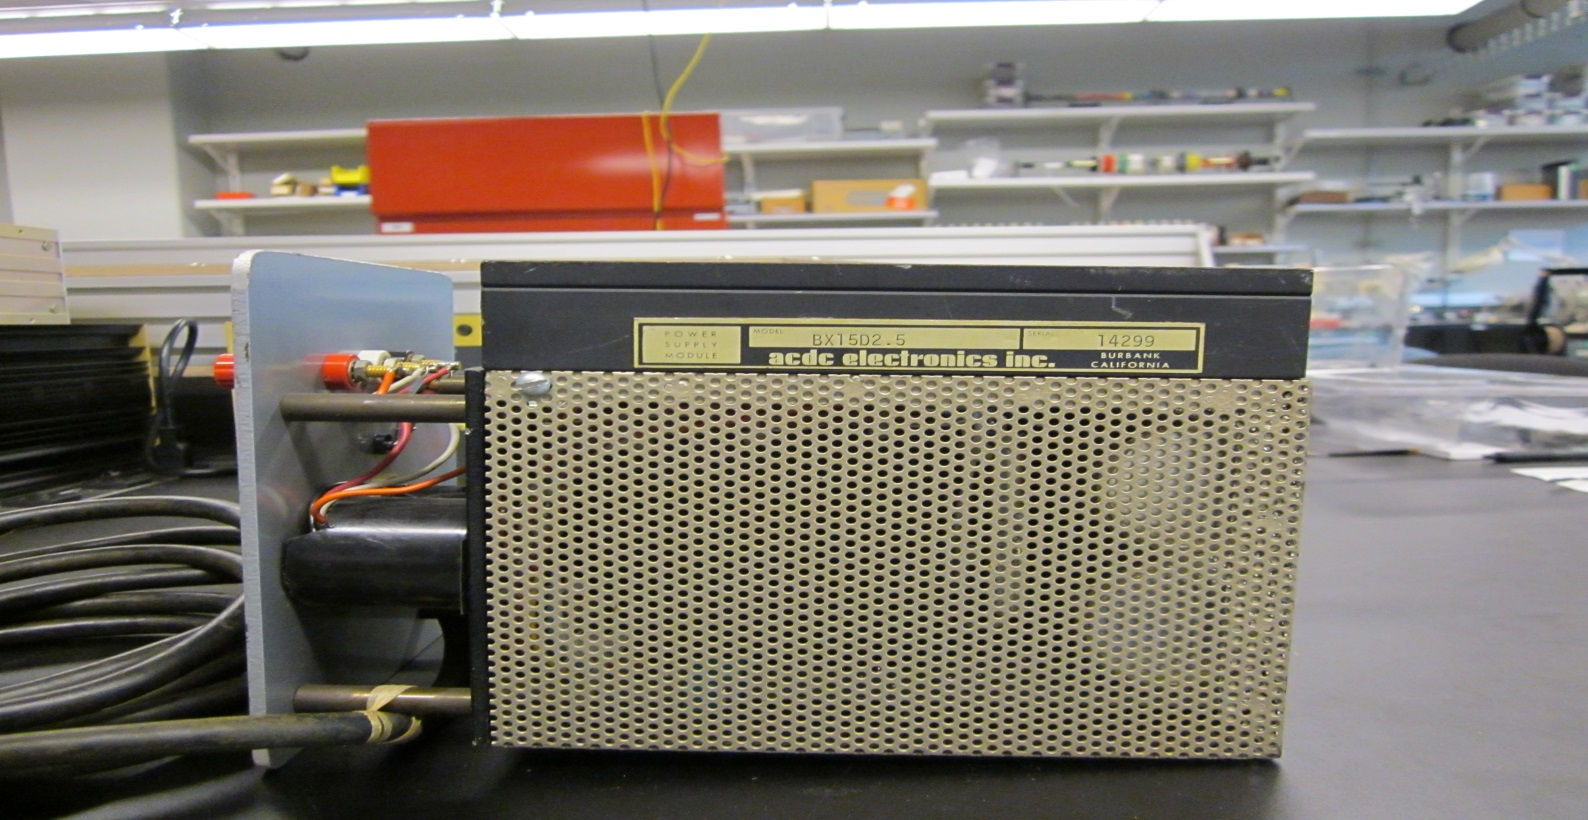 POWER
SUPPLY
MODULE
MODEL
BX15D2.5
SERIAL
14299
acdc electronics inc.
BURBANK
CALIFORNIA